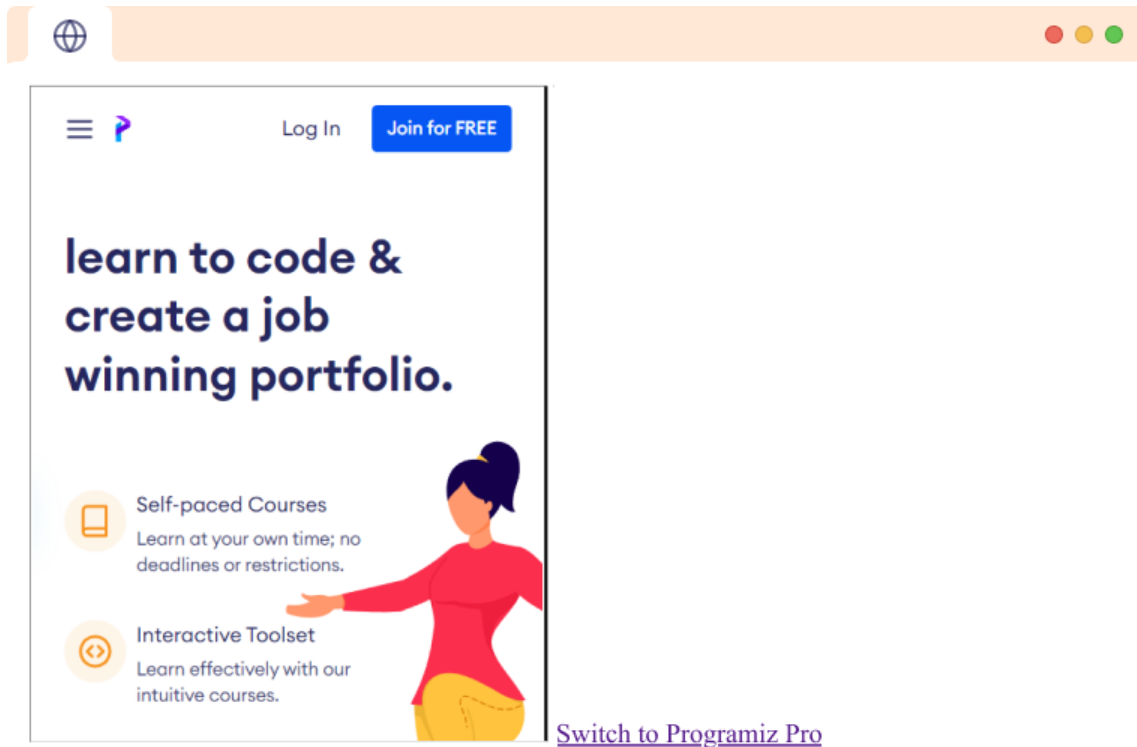 Log In
Join for FREE
learn to code &
create a job
winning portfolio.
Self-paced Courses
Learn at your own time; no
deadlines or restrictions.
Interactive Toolset
Learn effectively with our
intuitive courses.
Switch to Programiz Pro